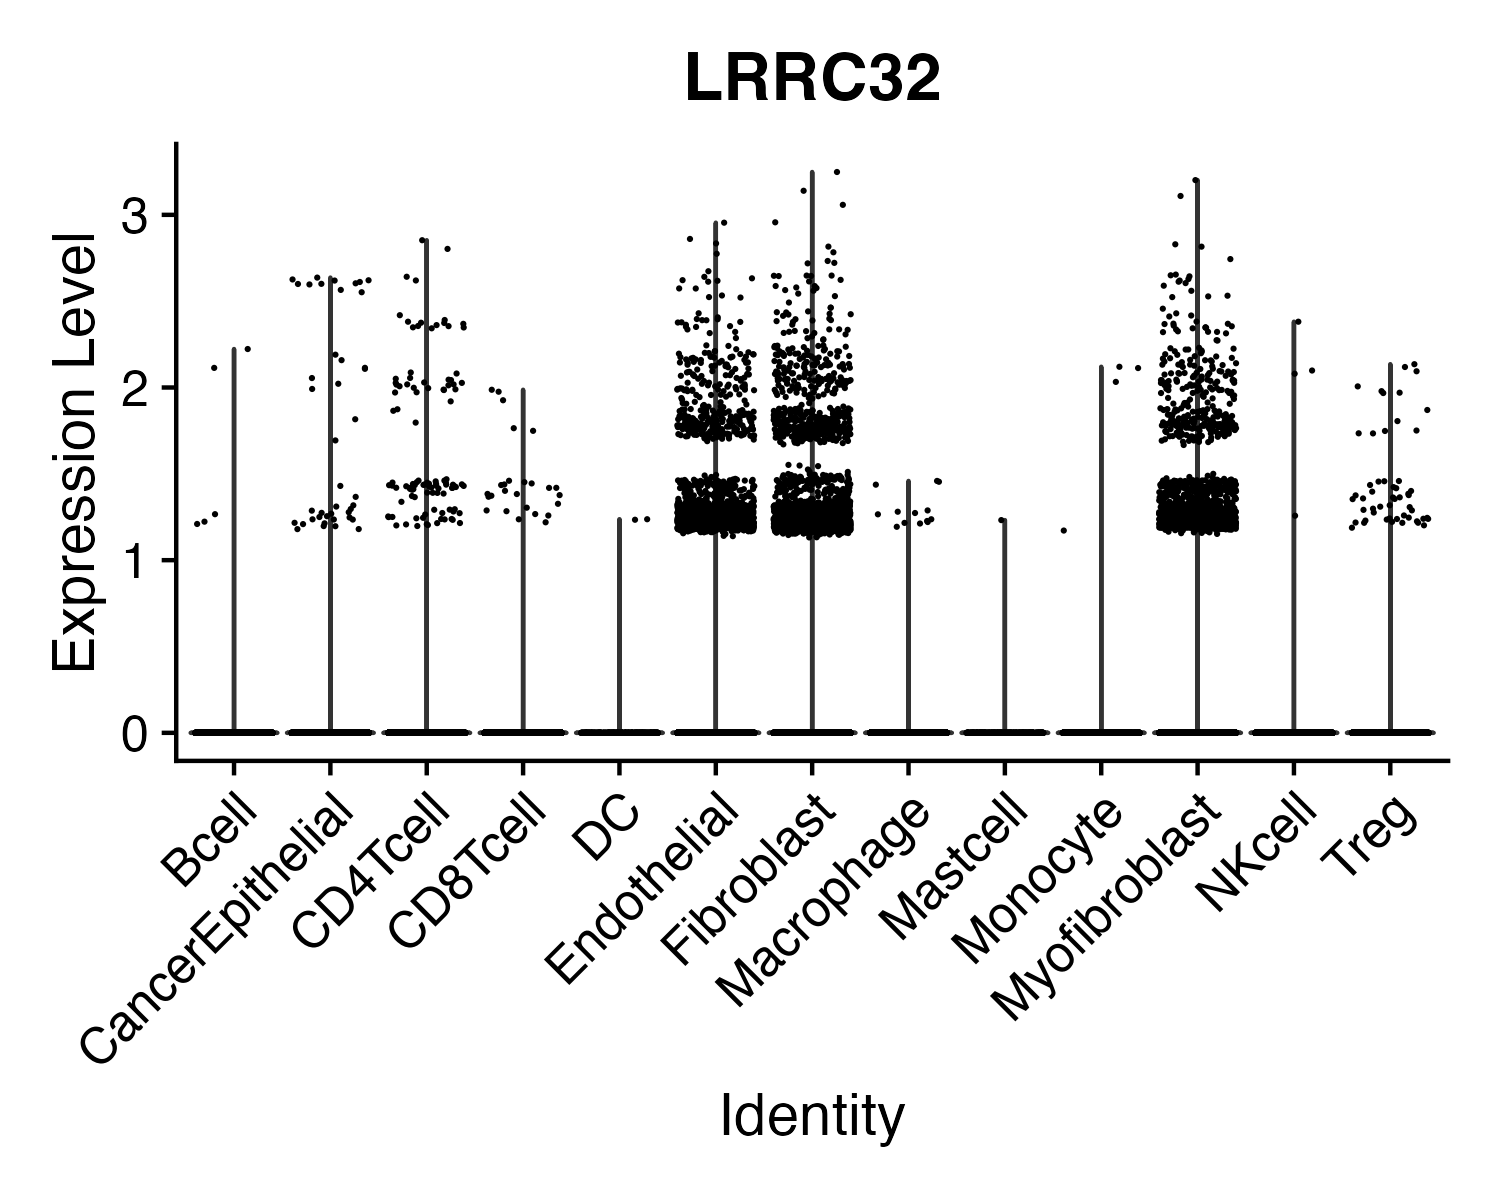 LRRC32
Expression Level
3
2
1
0
Bcell
CancerEpithelial
CD4Tcell
CD8Tcell
DC
Endothelial
Fibroblast
Macrophage
Mastcell
Monocyte
Myofibroblast
NKcell
Treg
Identity